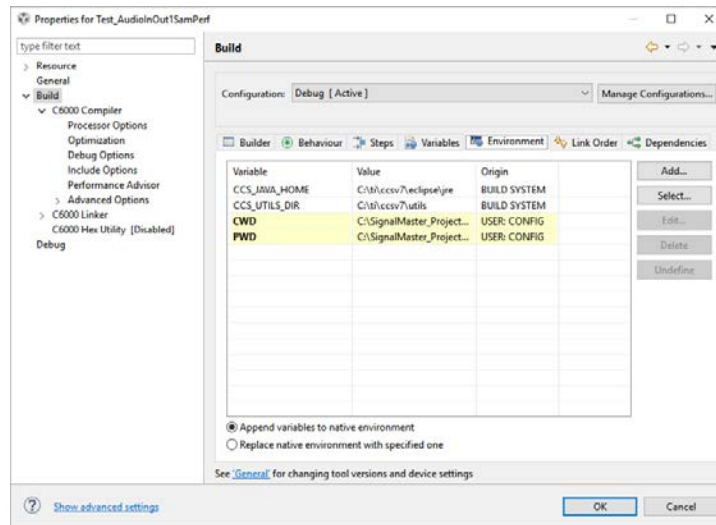 Properties for Test_AudioInOut1SamPerf
type filter text
Resource
General
Build
C6000 Compiler
Processor Options
Optimization
Debug Options
Include Options
Performance Advisor
Advanced Options
C6000 Linker
C6000 Hex Utility [Disabled]
Debug
Build
Configuration: Debug [ Active ] Manage Configurations...
Builder Behaviour Steps Variables Environment Link Order Dependencies
Variable Value Origin
CCS_JAVA_HOME C:\ti\ccsv7\eclipse\jre BUILD SYSTEM
CCS_UTILS_DIR C:\ti\ccsv7\utils BUILD SYSTEM
CWD C:\SignalMaster_Project... USER: CONFIG
PWD C:\SignalMaster_Project... USER: CONFIG
Add...
Select...
Edit...
Delete
Undefine
Append variables to native environment
Replace native environment with specified one
See 'General' for changing tool versions and device settings
Show advanced settings
OK Cancel